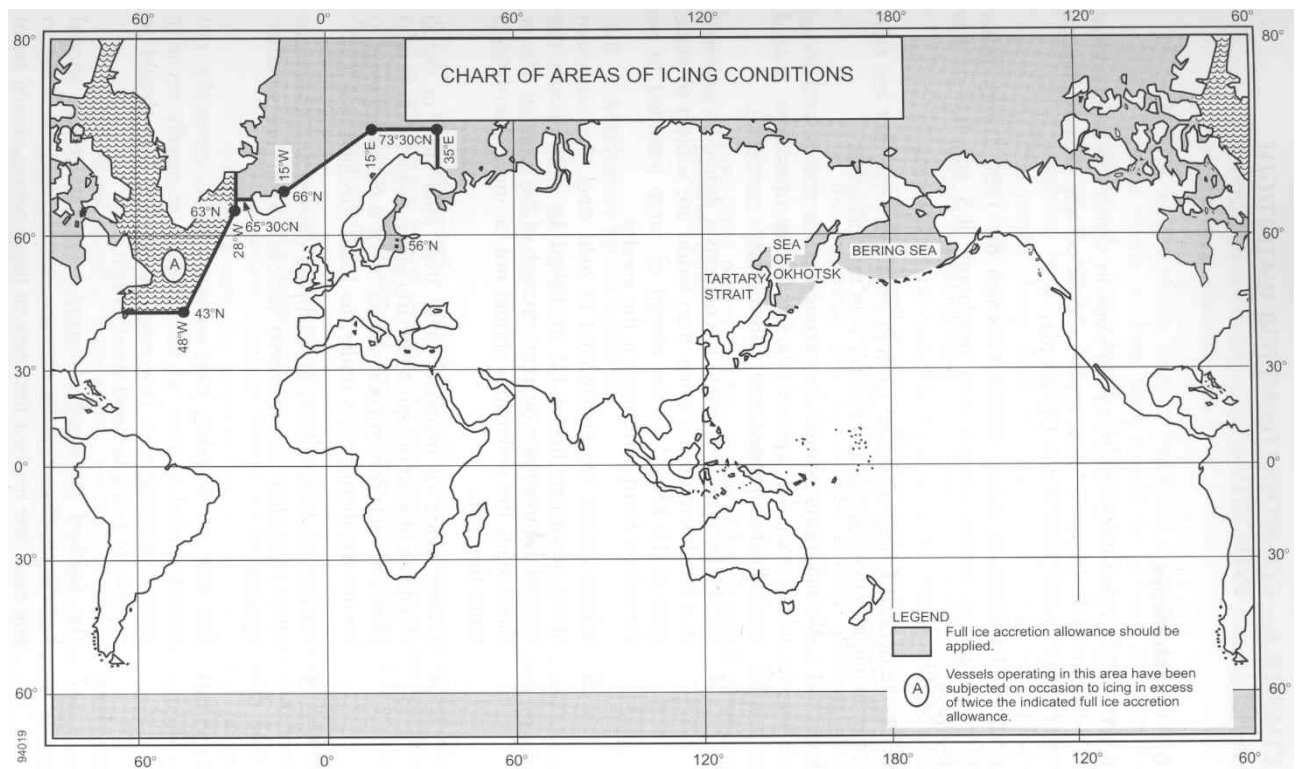 60° 0° 60° 120° 180° 120° 60°
80° 80°
CHART OF AREAS OF ICING CONDITIONS
73°30¢N
15°E
35°E
15°W
66°N
63°N
65°30¢N
28°W
56°N
60° 60°
A
SEA
OF
OKHOTSK
BERING SEA
TARTARY
STRAIT
43°N
48°W
30° 30°
0° 0°
30° 30°
LEGEND
Full ice accretion allowance should be
applied.
A
Vessels operating in this area have been
subjected on occasion to icing in excess
of twice the indicated full ice accretion
allowance.
60° 60°
94019
60° 0° 60° 120° 180° 120° 60°